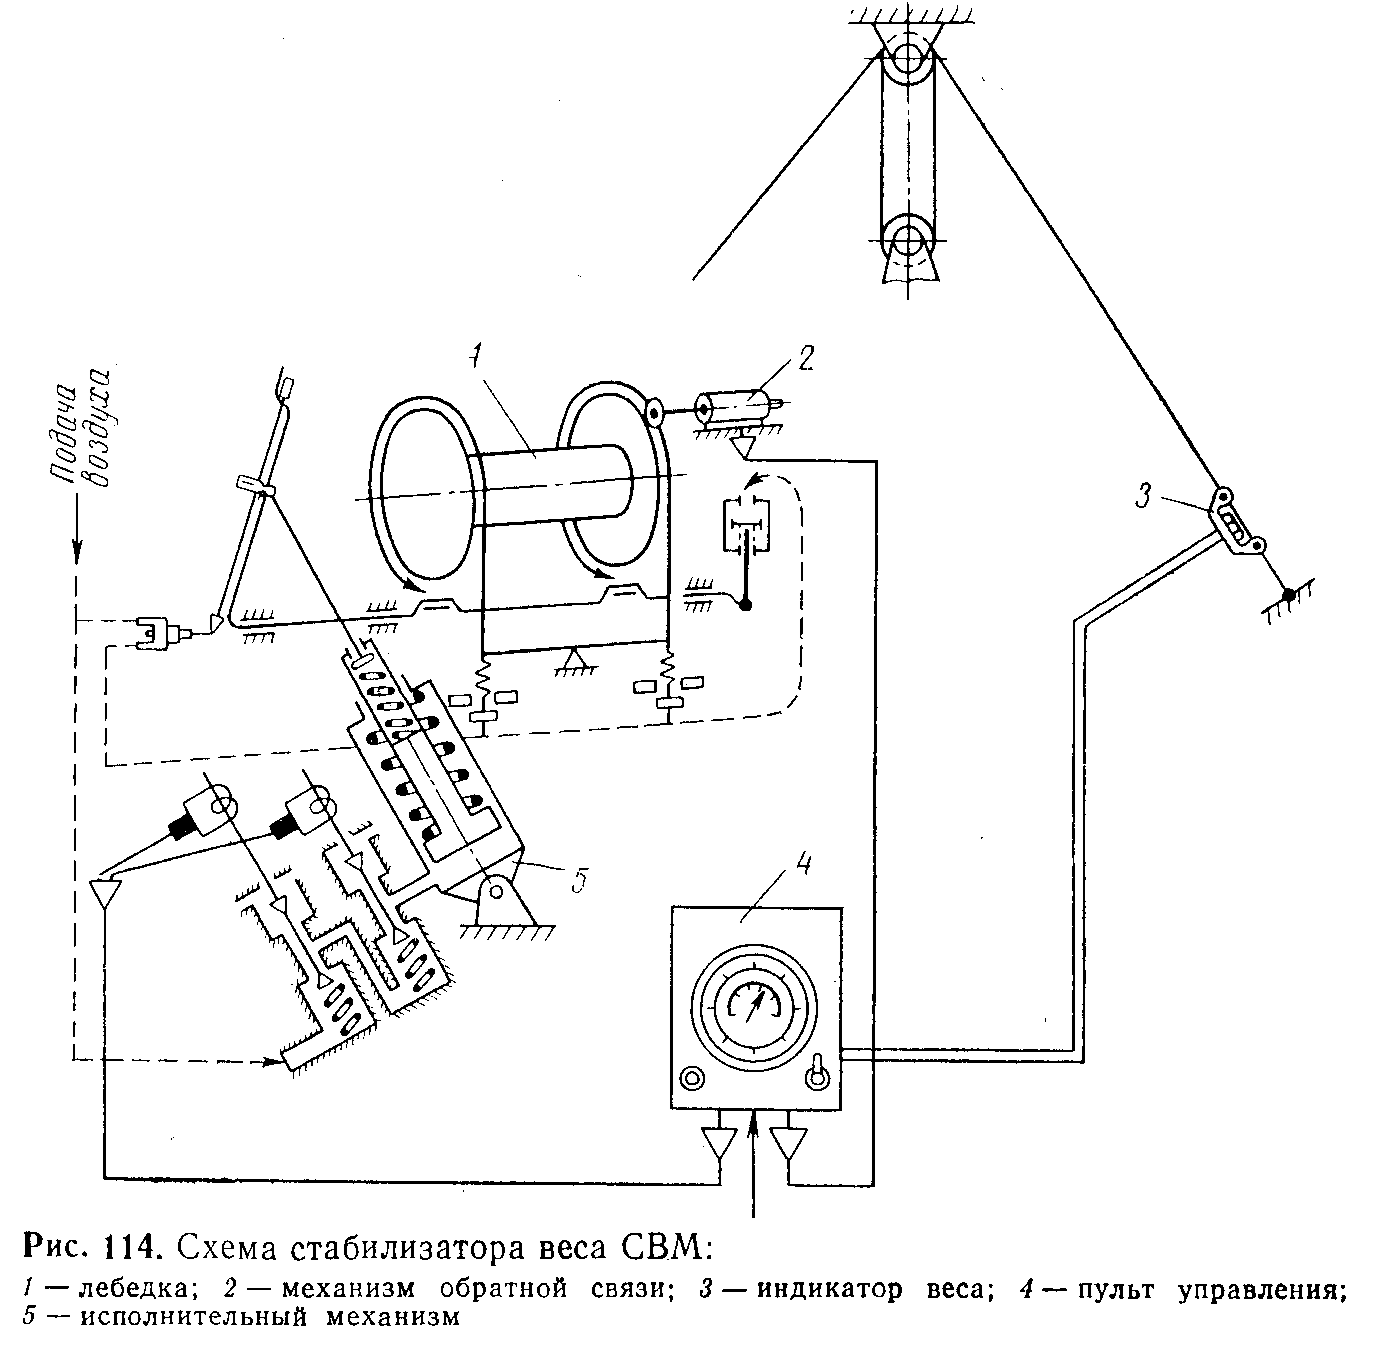 1
2
Подача
воздуха
3
4
5
Рис. 114. Схема стабилизатора веса СВМ:
1 — лебедка; 2 — механизм обратной связи; 3 — индикатор веса; 4 — пульт управления;
5 — исполнительный механизм